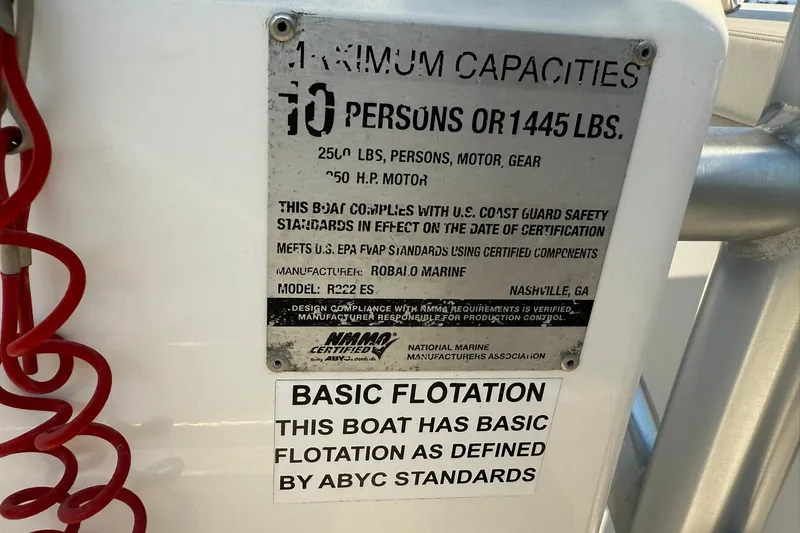 MAXIMUM CAPACITIES
10 PERSONS OR 1445 LBS.
2500 LBS, PERSONS, MOTOR, GEAR
H.P. MOTOR
THIS BOAT COMPLIES WITH U.S. COAST GUARD SAFETY
STANDARDS IN EFFECT ON THE DATE OF CERTIFICATION
MEETS U.S. EPA EVAP STANDARDS USING CERTIFIED COMPONENTS
MANUFACTURER: ROBALO MARINE
MODEL: R222 ES NASHVILLE, GA
DESIGN COMPLIANCE WITH NMMA REQUIREMENTS IS VERIFIED.
MANUFACTURER RESPONSIBLE FOR PRODUCTION CONTROL.
NMMA
CERTIFIED
Using ABYC standards
NATIONAL MARINE
MANUFACTURERS ASSOCIATION
BASIC FLOTATION
THIS BOAT HAS BASIC
FLOTATION AS DEFINED
BY ABYC STANDARDS